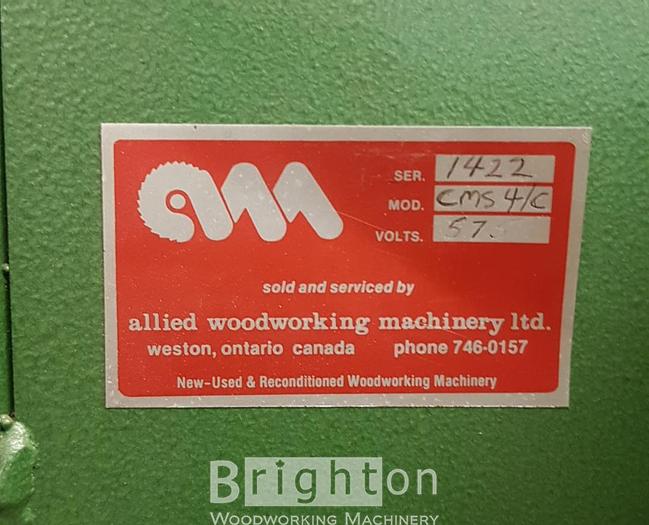 SER. 1422
MOD. CMS 4/C
VOLTS. 57.
sold and serviced by
allied woodworking machinery ltd.
weston, ontario canada phone 746-0157
New-Used & Reconditioned Woodworking Machinery
Brighton
WOODWORKING MACHINERY